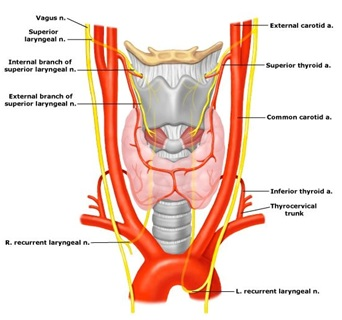 Vagus n.
Superior
laryngeal n.
Internal branch of
superior laryngeal n.
External branch of
superior laryngeal n.
R. recurrent laryngeal n.
External carotid a.
Superior thyroid a.
Common carotid a.
Inferior thyroid a.
Thyrocervical
trunk
L. recurrent laryngeal n.